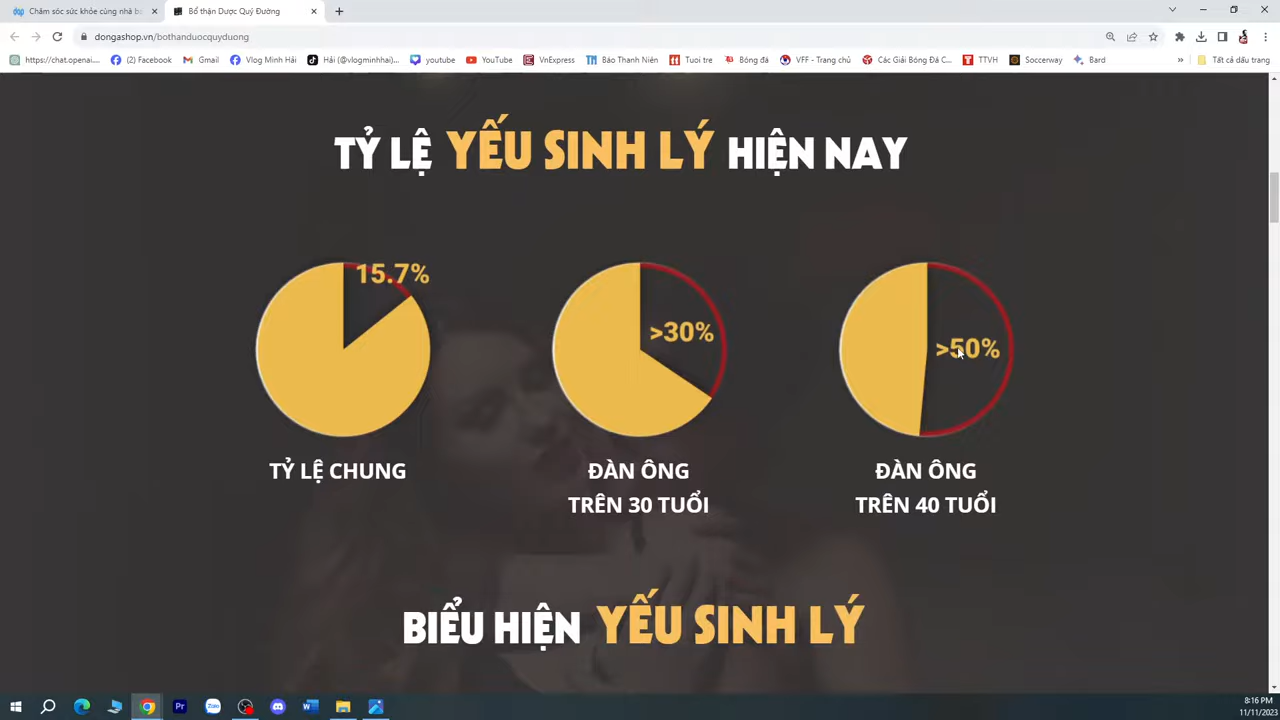 Chăm sóc sức khỏe cùng nhà b
Bổ thận Dược Quý Đường
dongashop.vn/bothanduocquyduong
https://chat.openai....
(2) Facebook
Gmail
Vlog Minh Hải
Hải (@vlogminhhai)...
youtube
YouTube
VnExpress
Báo Thanh Niên
Tuoi tre
Bóng đá
VFF - Trang chủ
Các Giải Bóng Đá C...
TTVH
Soccerway
Bard
»
Tất cả dấu trang
TỶ LỆ YẾU SINH LÝ HIỆN NAY
15.7%
>30%
>50%
TỶ LỆ CHUNG
ĐÀN ÔNG
TRÊN 30 TUỔI
ĐÀN ÔNG
TRÊN 40 TUỔI
BIỂU HIỆN YẾU SINH LÝ
Pr
Zalo
8:16 PM
11/11/2023